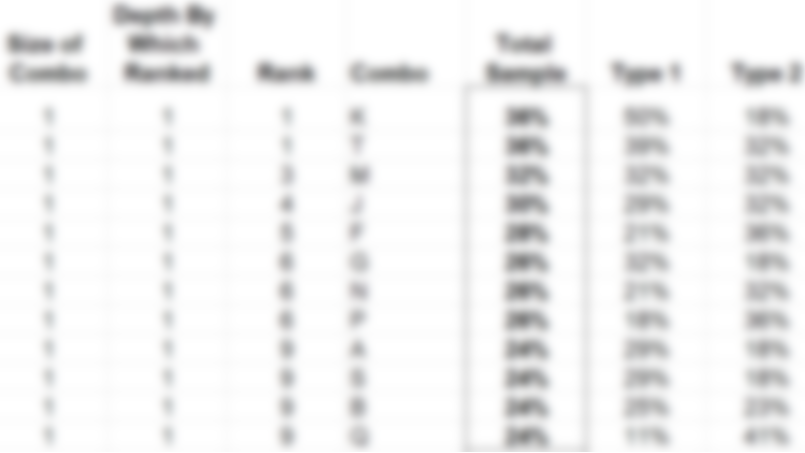 Size of Combo Depth By Which Ranked Rank Combo Total Sample Type 1 Type 2
1 1 1 K 36% 50% 18%
1 1 1 T 36% 39% 32%
1 1 3 M 32% 32% 32%
1 1 4 J 30% 29% 32%
1 1 5 F 28% 21% 36%
1 1 6 G 26% 32% 18%
1 1 6 N 26% 21% 32%
1 1 6 P 26% 18% 36%
1 1 9 A 24% 29% 18%
1 1 9 24% 29% 18%
1 1 9 B 24% 25% 23%
1 1 9 Q 24% 11% 41%